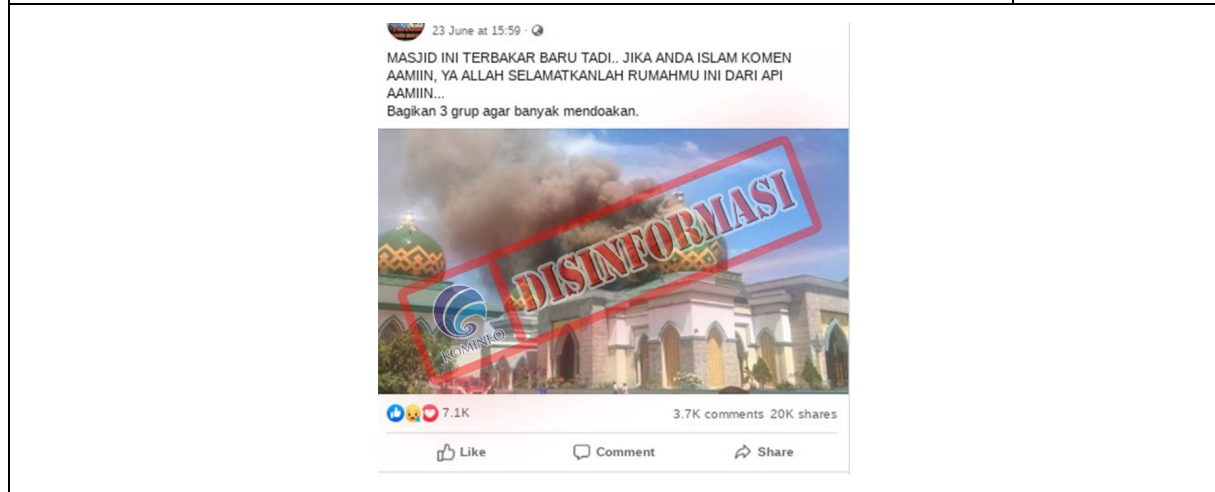 23 June at 15:59 ·
MASJID INI TERBAKAR BARU TADI.. JIKA ANDA ISLAM KOMEN
AAMIIN, YA ALLAH SELAMATKANLAH RUMAHMU INI DARI API
AAMIIN...
Bagikan 3 grup agar banyak mendoakan.
DISINFORMASI
KOMINFO
7.1K
3.7K comments 20K shares
Like
Comment
Share